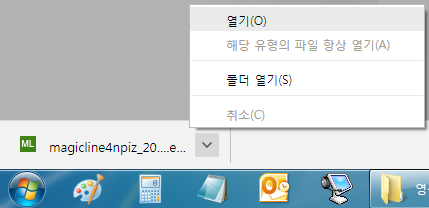 열기(O)
해당 유형의 파일 항상 열기(A)
폴더 열기(S)
취소(C)
ML
magicline4npiz_20....e...